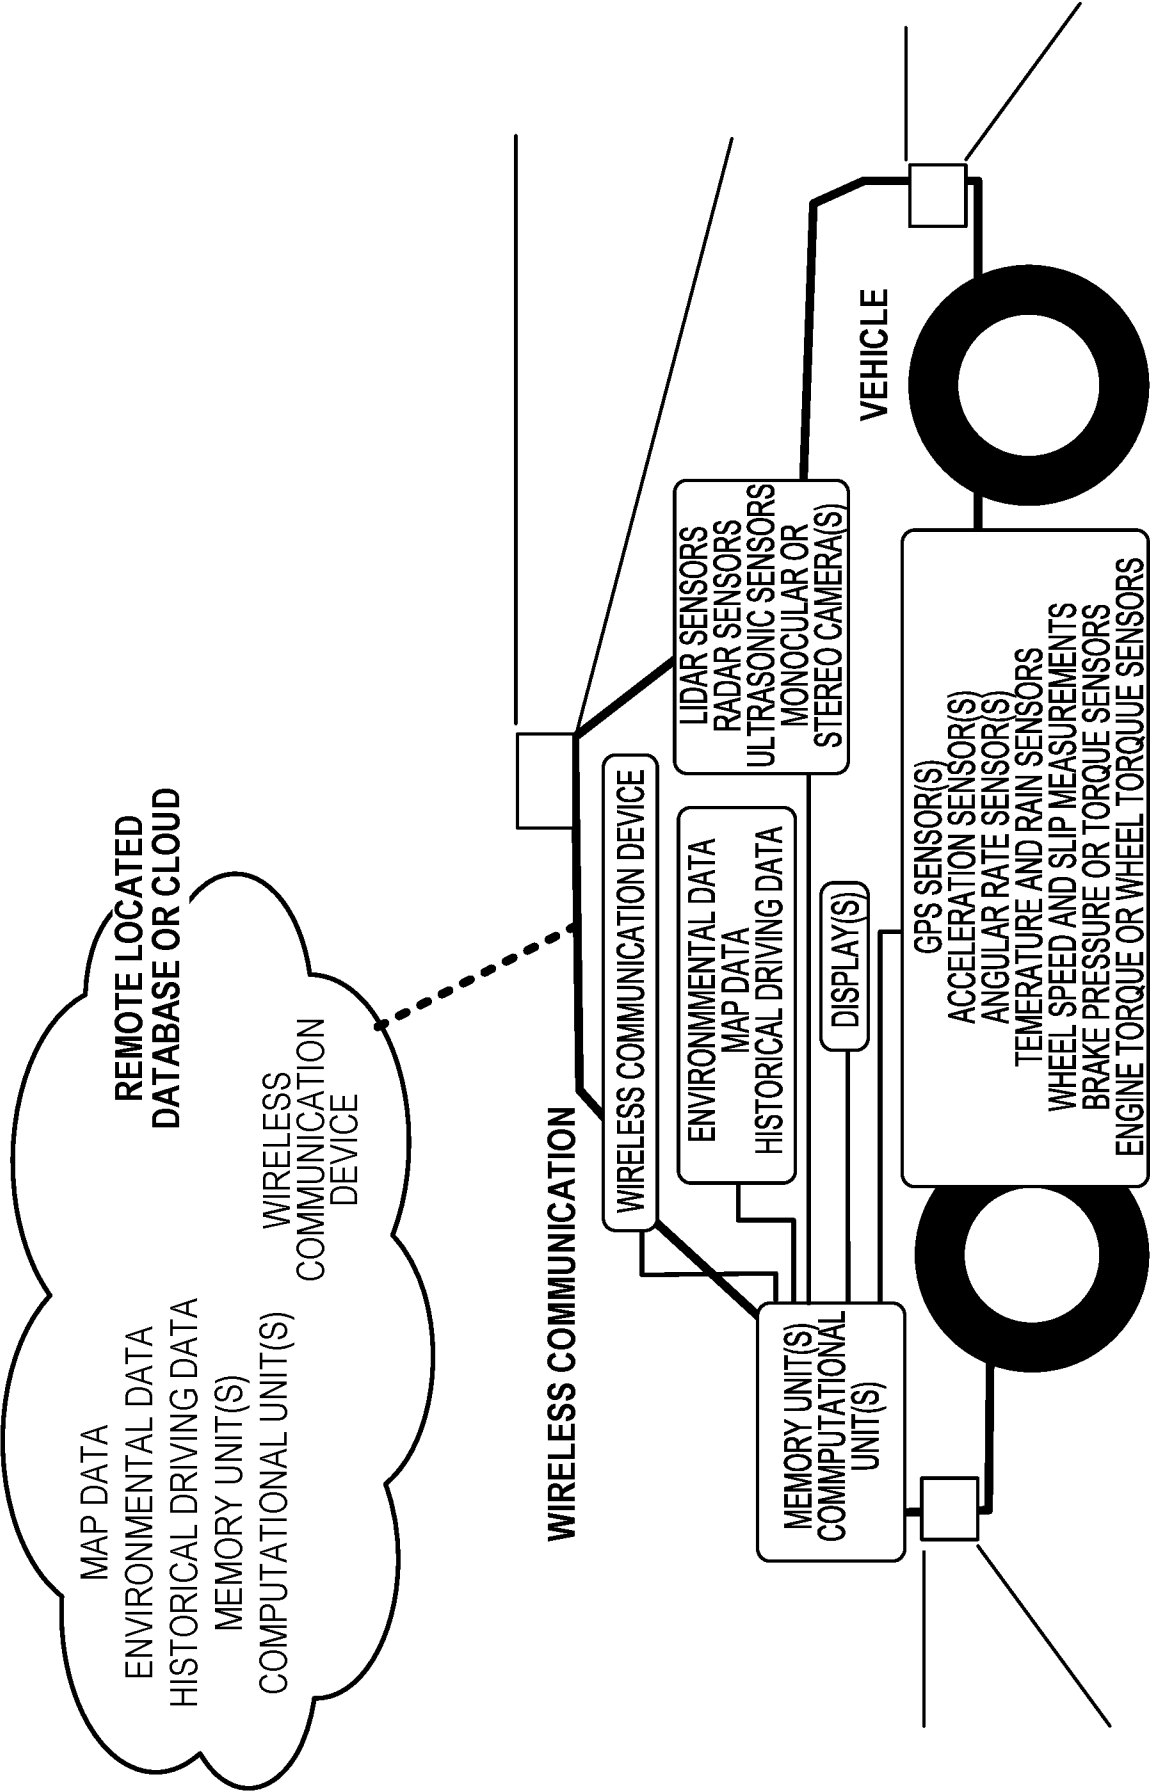 REMOTE LOCATED
DATABASE OR CLOUD
MAP DATA
ENVIRONMENTAL DATA
HISTORICAL DRIVING DATA
MEMORY UNIT(S)
COMPUTATIONAL UNIT(S)
WIRELESS
COMMUNICATION
DEVICE
WIRELESS COMMUNICATION
WIRELESS COMMUNICATION DEVICE
ENVIRONMMENTAL DATA
MAP DATA
HISTORICAL DRIVING DATA
DISPLAY(S)
MEMORY UNIT(S)
COMMPUTATIONAL
UNIT(S)
LIDAR SENSORS
RADAR SENSORS
ULTRASONIC SENSORS
MONOCULAR OR
STEREO CAMERA(S)
VEHICLE
GPS SENSOR(S)
ACCELERATION SENSOR(S)
ANGULAR RATE SENSOR(S)
TEMERATURE AND RAIN SENSORS
WHEEL SPEED AND SLIP MEASUREMENTS
BRAKE PRESSURE OR TORQUE SENSORS
ENGINE TORQUE OR WHEEL TORQUUE SENSORS